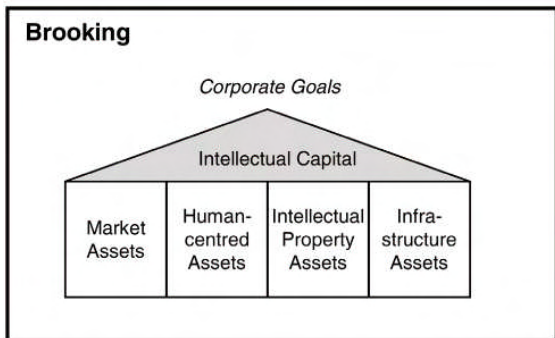 Brooking
Corporate Goals
Intellectual Capital
Market
Assets
Human-
centred
Assets
Intellectual
Property
Assets
Infra-
structure
Assets